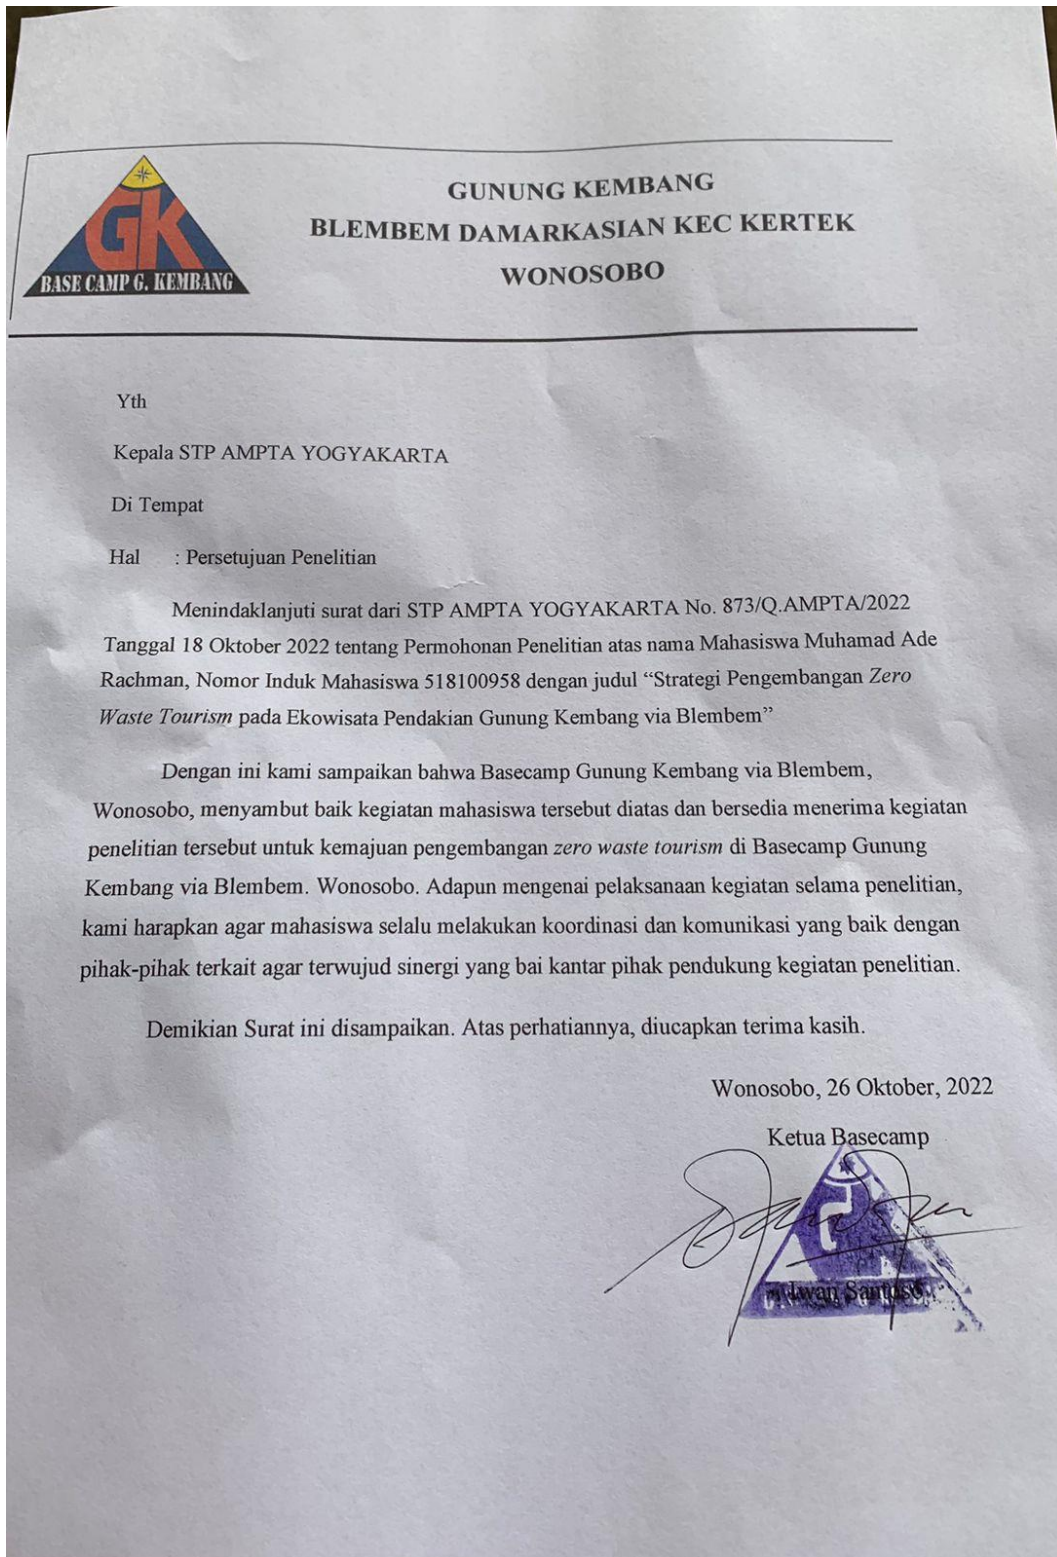 GK
BASE CAMP G. KEMBANG
GUNUNG KEMBANG
BLEMBEM DAMARKASIAN KEC KERTEK
WONOSOBO
Yth
Kepala STP AMPTA YOGYAKARTA
Di Tempat
Hal : Persetujuan Penelitian
Menindaklanjuti surat dari STP AMPTA YOGYAKARTA No. 873/Q.AMPTA/2022
Tanggal 18 Oktober 2022 tentang Permohonan Penelitian atas nama Mahasiswa Muhamad Ade
Rachman, Nomor Induk Mahasiswa 518100958 dengan judul “Strategi Pengembangan Zero
Waste Tourism pada Ekowisata Pendakian Gunung Kembang via Blembem”
Dengan ini kami sampaikan bahwa Basecamp Gunung Kembang via Blembem,
Wonosobo, menyambut baik kegiatan mahasiswa tersebut diatas dan bersedia menerima kegiatan
penelitian tersebut untuk kemajuan pengembangan zero waste tourism di Basecamp Gunung
Kembang via Blembem. Wonosobo. Adapun mengenai pelaksanaan kegiatan selama penelitian,
kami harapkan agar mahasiswa selalu melakukan koordinasi dan komunikasi yang baik dengan
pihak-pihak terkait agar terwujud sinergi yang bai kantar pihak pendukung kegiatan penelitian.
Demikian Surat ini disampaikan. Atas perhatiannya, diucapkan terima kasih.
Wonosobo, 26 Oktober, 2022
Ketua Basecamp
Iwan Santoso